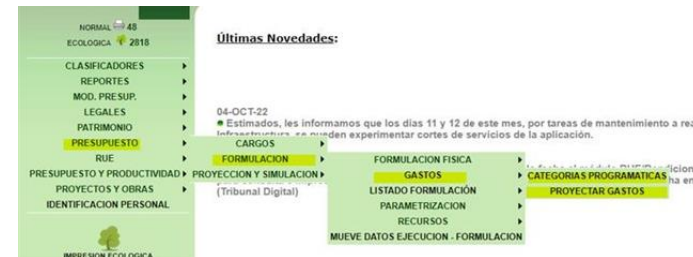 NORMAL 48
ECOLOGICA 2818
Últimas Novedades:
CLASIFICADORES
REPORTES
MOD. PRESUP.
LEGALES
PATRIMONIO
PRESUPUESTO
RUE
PRESUPUESTO Y PRODUCTIVIDAD
PROYECTOS Y OBRAS
IDENTIFICACION PERSONAL
IMPRESION ECOLOGICA
04-OCT-22
Estimados, les informamos que los días 11 y 12 de este mes, por tareas de mantenimiento a
Infraestructura, se pueden experimentar cortes de servicios de la aplicación.
CARGOS
FORMULACION
PROYECCION Y SIMULACION
(Tribunal Digital)
FORMULACION FISICA
GASTOS
LISTADO FORMULACIÓN
PARAMETRIZACION
RECURSOS
MUEVE DATOS EJECUCION - FORMULACION
CATEGORIAS PROGRAMATICAS
PROYECTAR GASTOS